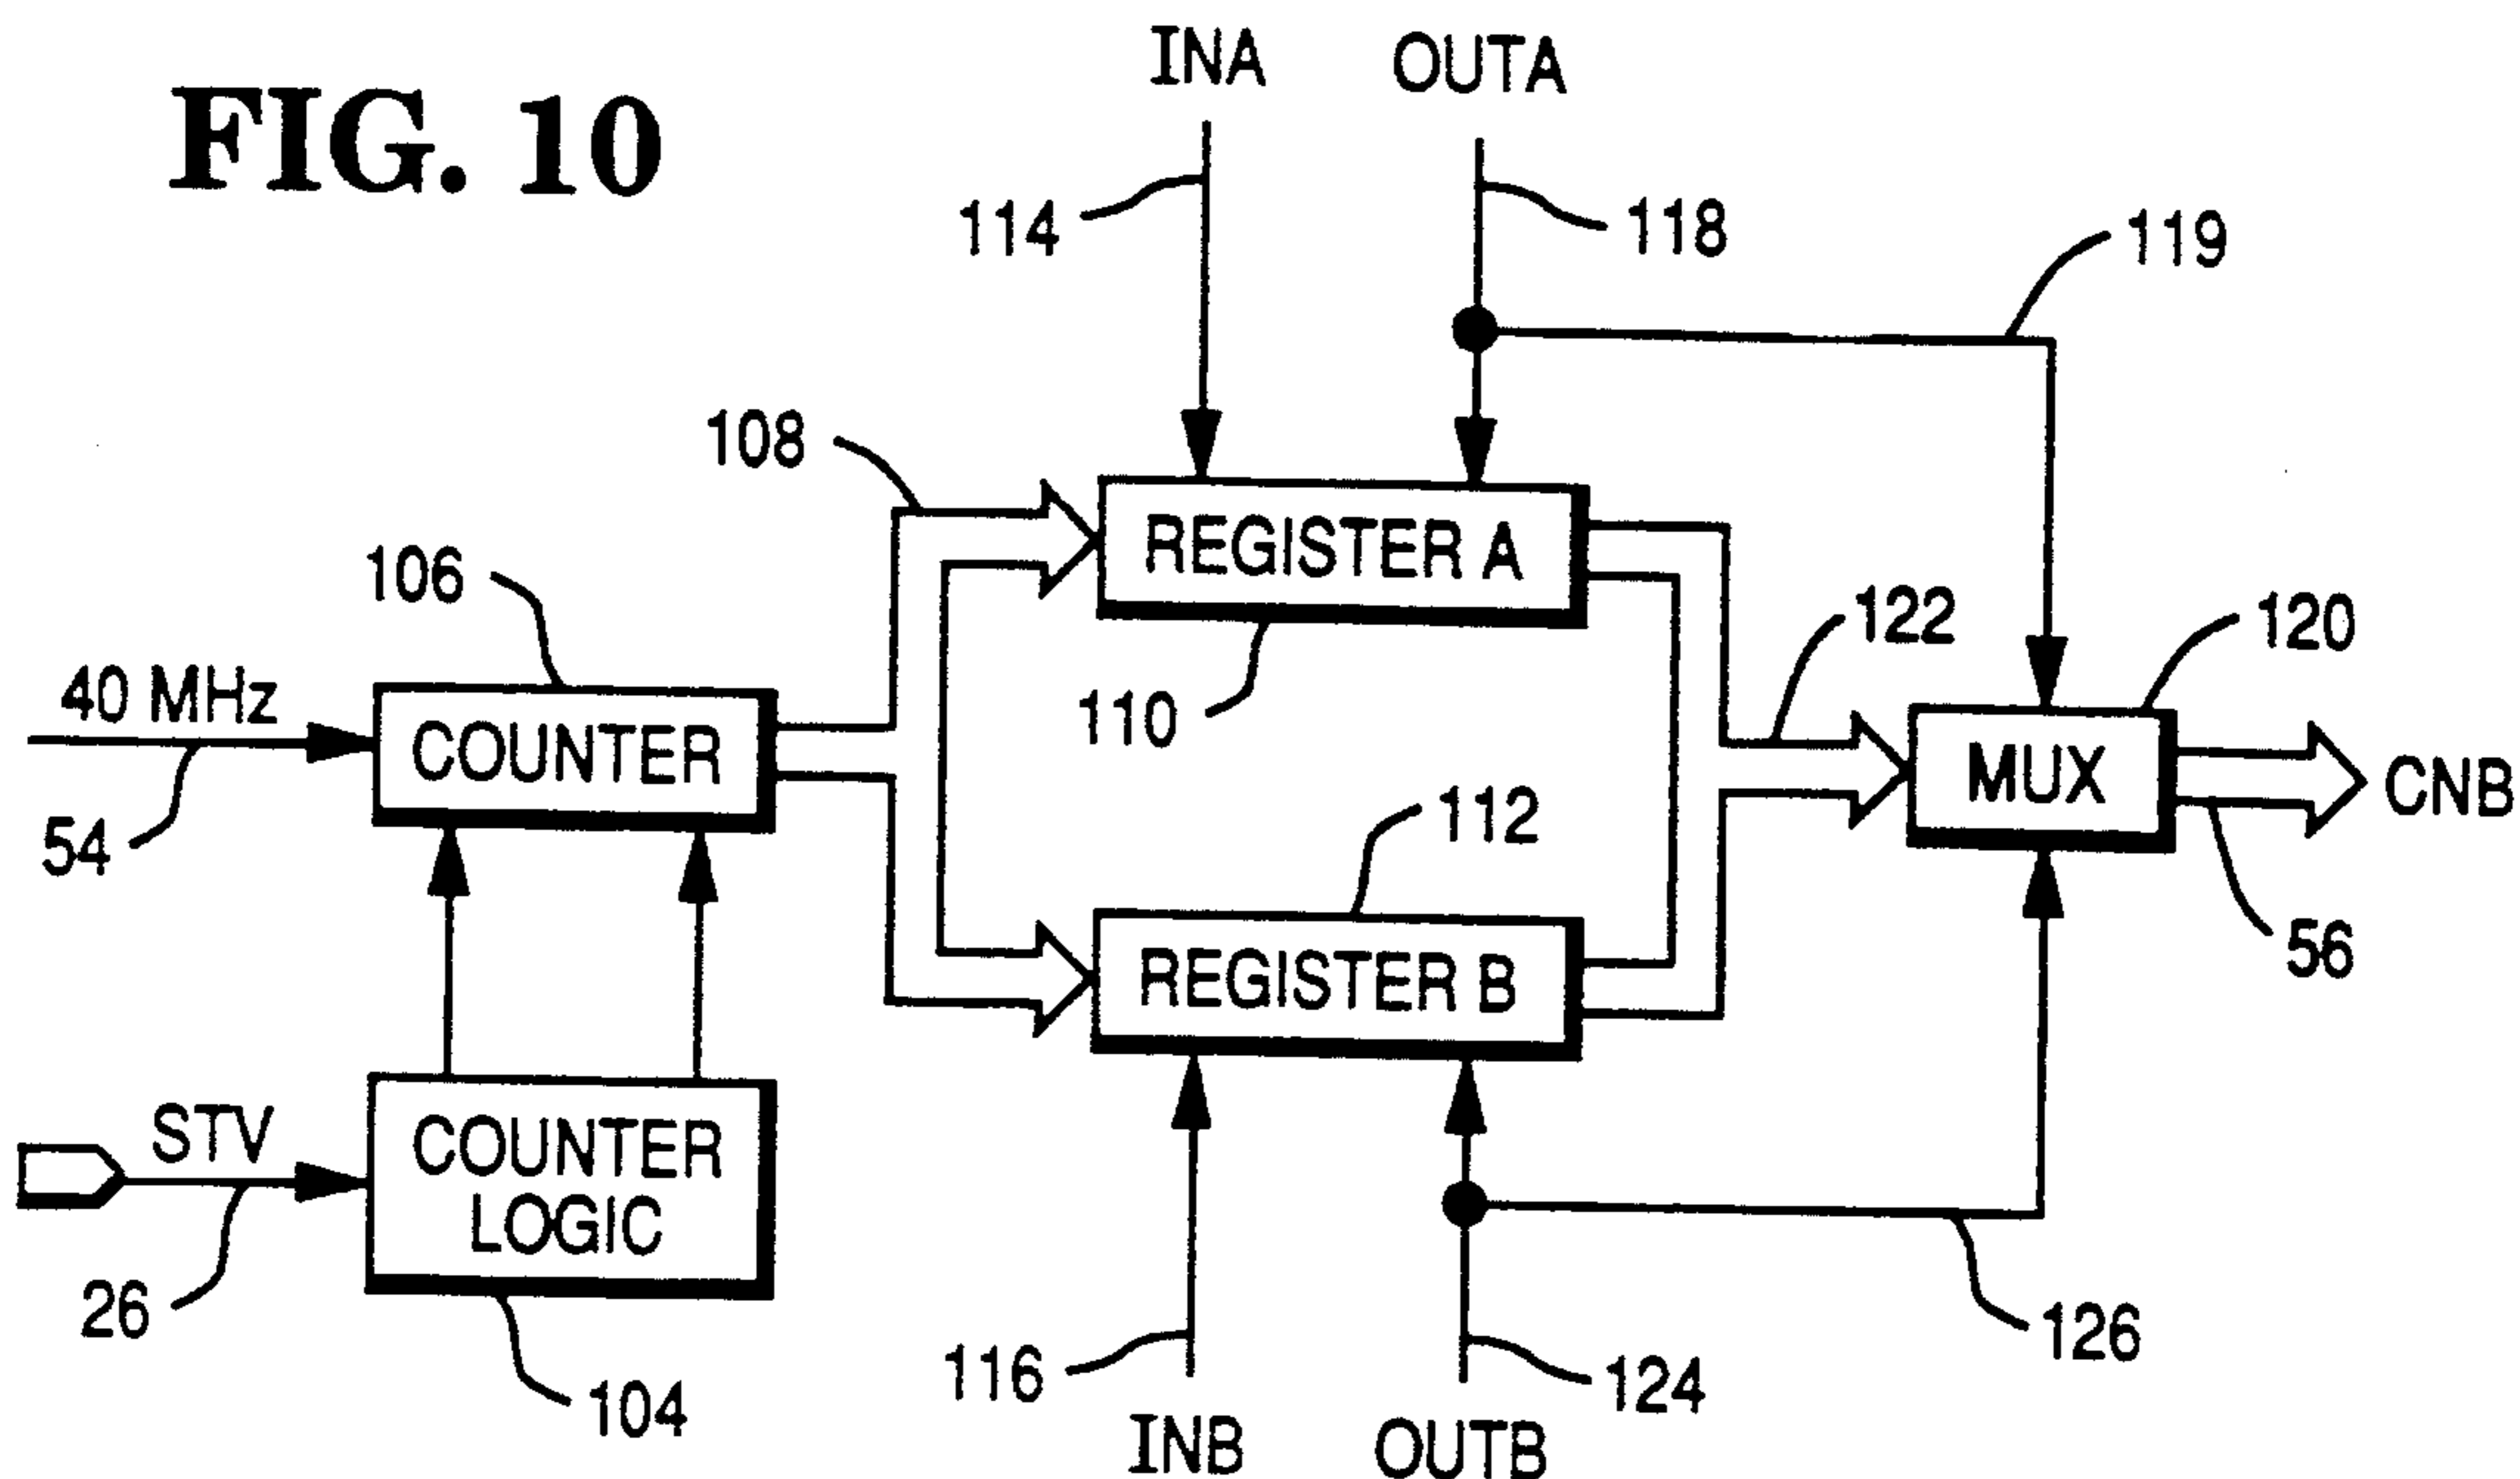 FIG. 10
INA
OUTA
114
118
119
108
REGISTER A
106
122
120
110
40 MHz
COUNTER
MUX
CNB
54
112
56
REGISTER B
STV
COUNTER
LOGIC
26
126
116
124
104
INB
OUTB